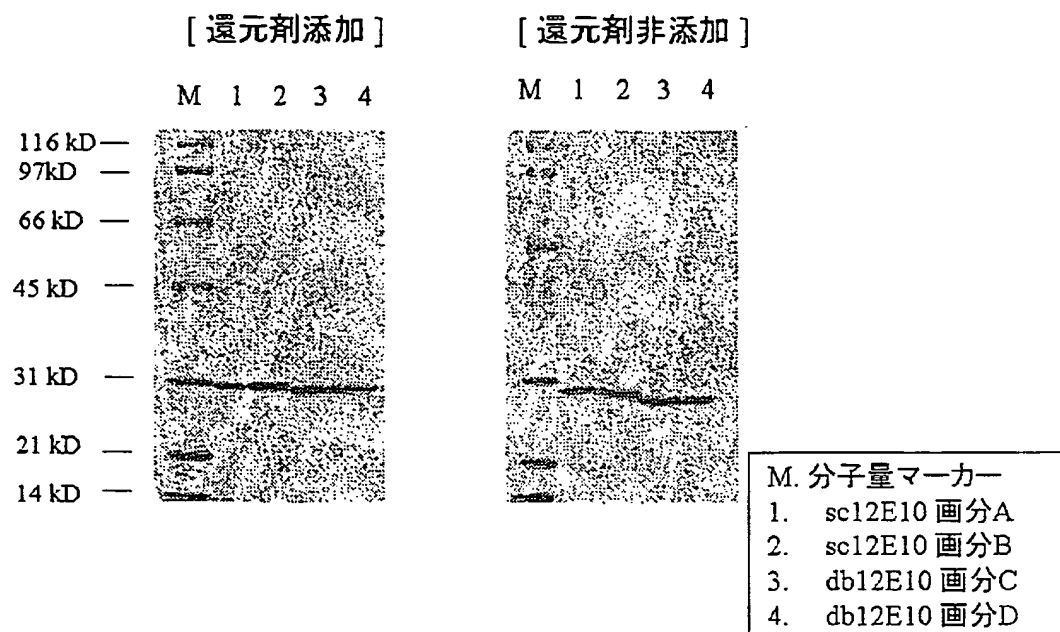 [ 還元剤添加 ]
[ 還元剤非添加 ]
M 1 2 3 4
M 1 2 3 4
116 kD
97kD
66 kD
45 kD
31 kD
21 kD
14 kD
M. 分子量マーカー
1. sc12E10 画分A
2. sc12E10 画分B
3. db12E10 画分C
4. db12E10 画分D